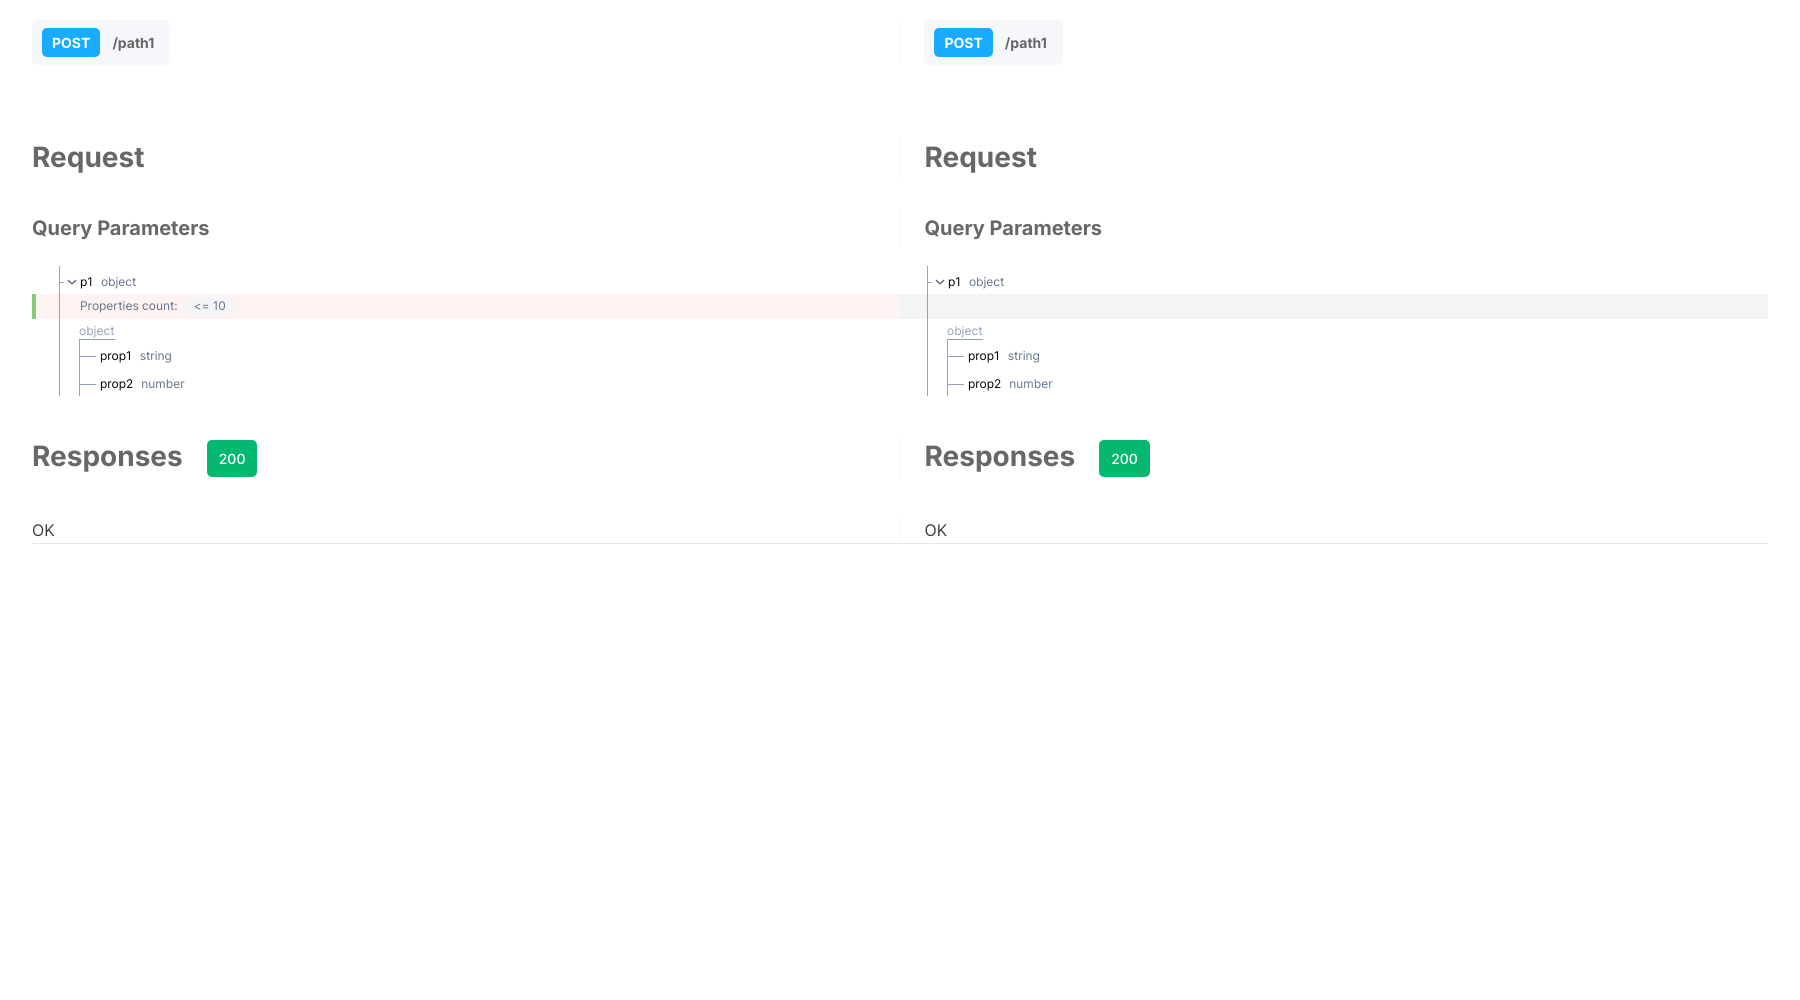 POST /path1 POST /path1
Request Request
Query Parameters Query Parameters
p1 object p1 object
Properties count: <= 10
object object
prop1 string prop1 string
prop2 number prop2 number
Responses 200 Responses 200
OK OK